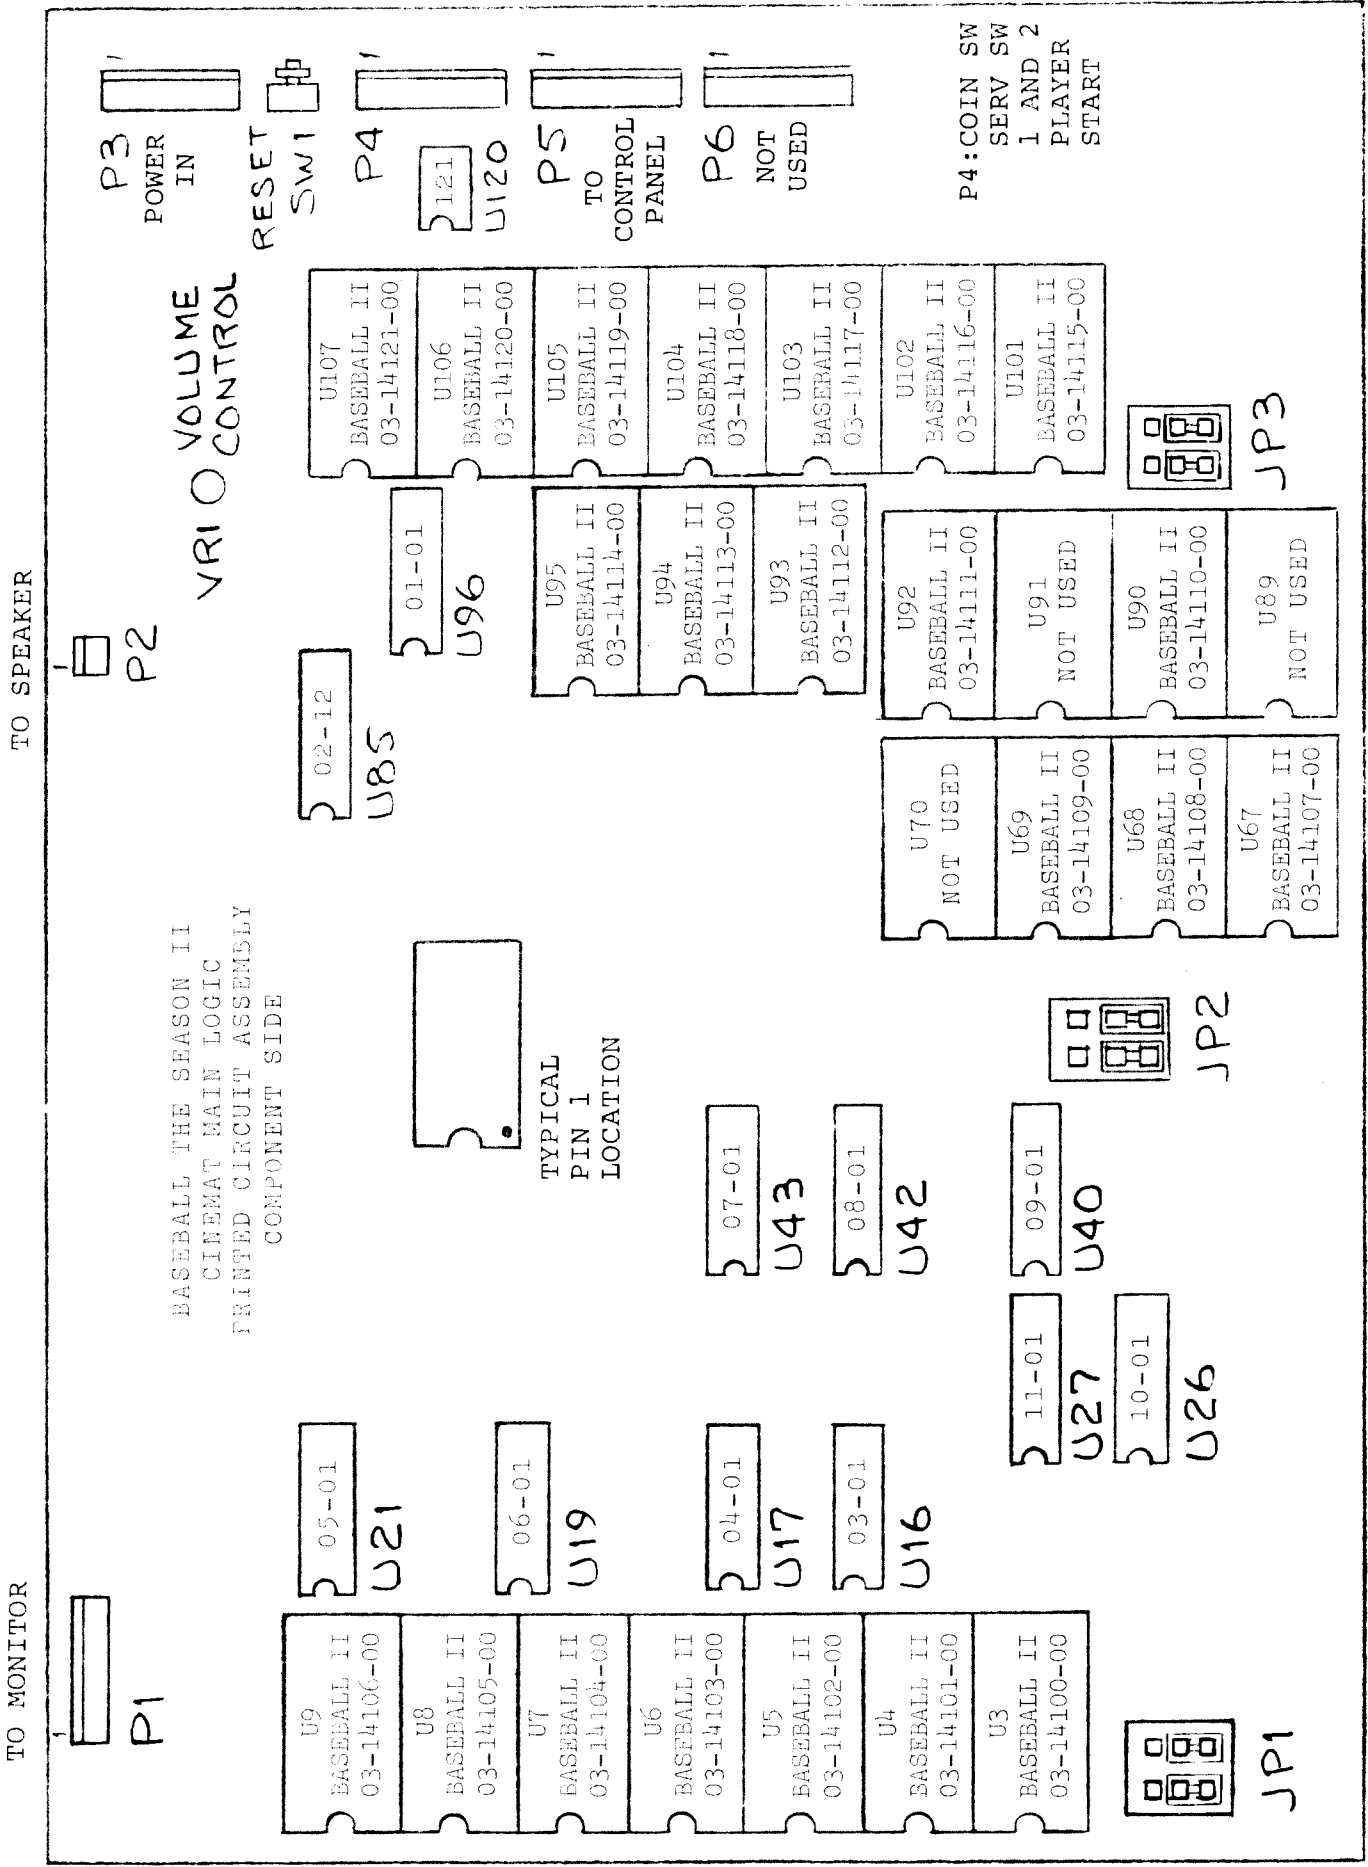 TO MONITOR
TO SPEAKER
1
P1
1
P2
P3
POWER
IN
1
BASEBALL THE SEASON II
CINEMAT MAIN LOGIC
PRINTED CIRCUIT ASSEMBLY
COMPONENT SIDE
VR1
VOLUME
CONTROL
RESET
SW1
P4
1
121
U120
P5
TO
CONTROL
PANEL
1
P6
NOT
USED
1
P4:COIN SW
SERV SW
1 AND 2
PLAYER
START
U9
BASEBALL II
03-14106-00
U8
BASEBALL II
03-14105-00
U7
BASEBALL II
03-14104-00
U6
BASEBALL II
03-14103-00
U5
BASEBALL II
03-14102-00
U4
BASEBALL II
03-14101-00
U3
BASEBALL II
03-14100-00
JP1
05-01
U21
06-01
U19
04-01
U17
03-01
U16
11-01
U27
10-01
U26
07-01
U43
08-01
U42
09-01
U40
TYPICAL
PIN 1
LOCATION
JP2
02-12
U85
01-01
U96
U70
NOT USED
U69
BASEBALL II
03-14109-00
U68
BASEBALL II
03-14108-00
U67
BASEBALL II
03-14107-00
U95
BASEBALL II
03-14114-00
U94
BASEBALL II
03-14113-00
U93
BASEBALL II
03-14112-00
U92
BASEBALL II
03-14111-00
U91
NOT USED
U90
BASEBALL II
03-14110-00
U89
NOT USED
U107
BASEBALL II
03-14121-00
U106
BASEBALL II
03-14120-00
U105
BASEBALL II
03-14119-00
U104
BASEBALL II
03-14118-00
U103
BASEBALL II
03-14117-00
U102
BASEBALL II
03-14116-00
U101
BASEBALL II
03-14115-00
JP3